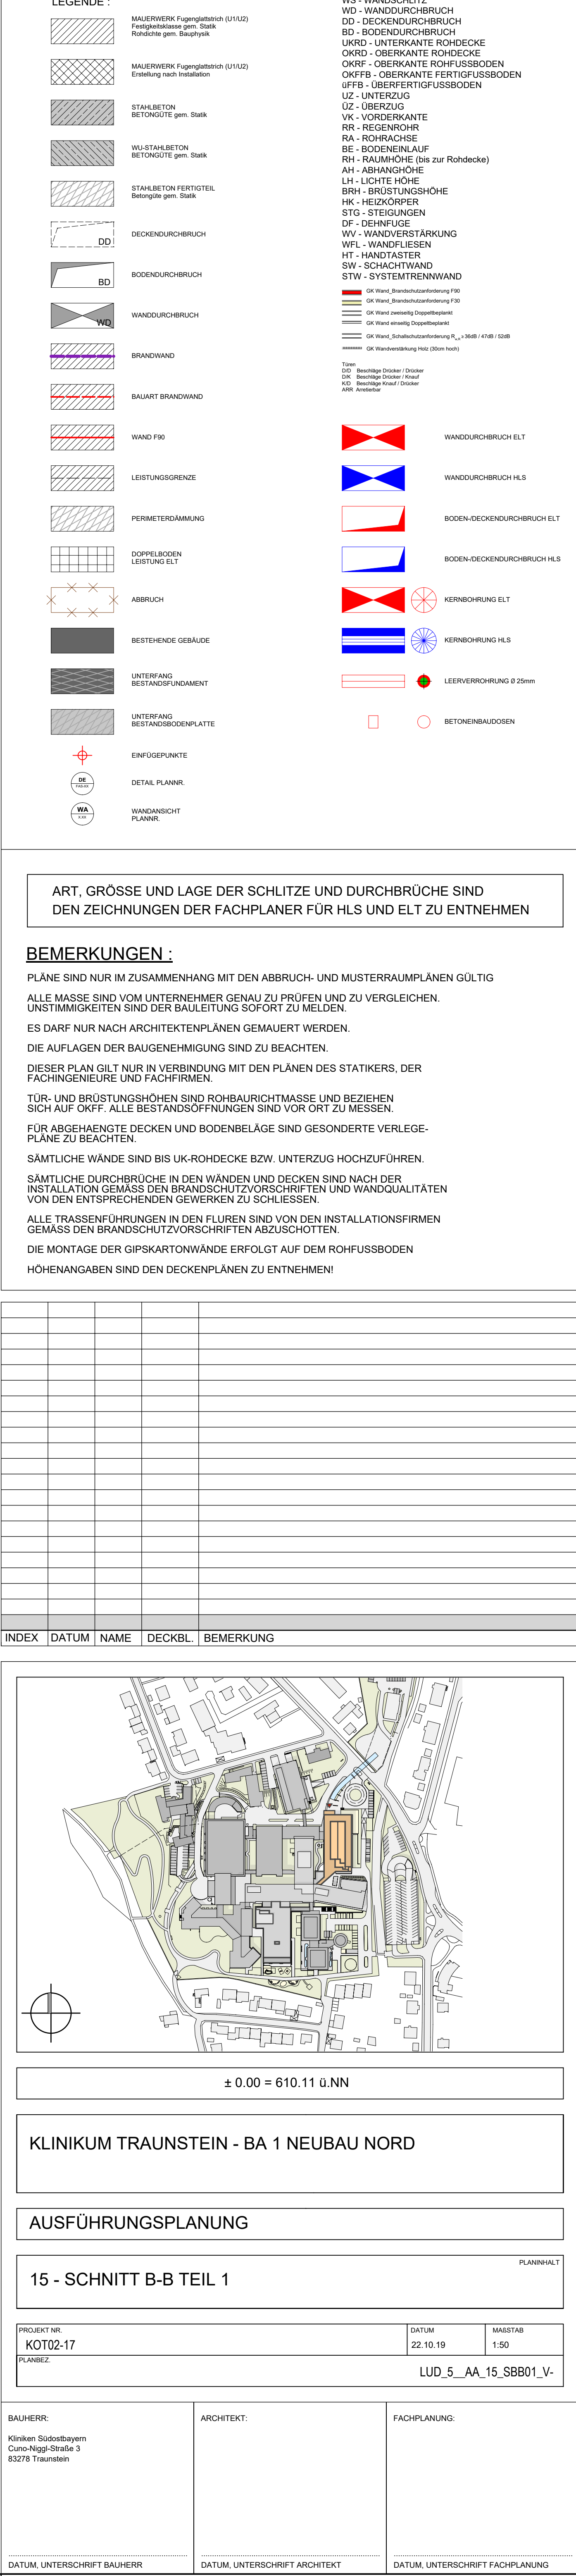 LEGENDE :
MAUERWERK Fugenglattstrich (U1/U2)
Festigkeitsklasse gem. Statik
Rohdichte gem. Bauphysik
MAUERWERK Fugenglattstrich (U1/U2)
Erstellung nach Installation
STAHLBETON
BETONGÜTE gem. Statik
WU-STAHLBETON
BETONGÜTE gem. Statik
STAHLBETON FERTIGTEIL
Betongüte gem. Statik
DD
DECKENDURCHBRUCH
BD
BODENDURCHBRUCH
WD
WANDDURCHBRUCH
BRANDWAND
BAUART BRANDWAND
WAND F90
LEISTUNGSGRENZE
PERIMETERDÄMMUNG
DOPPELBODEN
LEISTUNG ELT
ABBRUCH
BESTEHENDE GEBÄUDE
UNTERFANG
BESTANDSFUNDAMENT
UNTERFANG
BESTANDSBODENPLATTE
EINFÜGEPUNKTE
DE
DETAIL PLANNR.
WA
X.XX
WANDANSICHT
PLANNR.
WS - WANDSCHLITZ
WD - WANDDURCHBRUCH
DD - DECKENDURCHBRUCH
BD - BODENDURCHBRUCH
UKRD - UNTERKANTE ROHDECKE
OKRD - OBERKANTE ROHDECKE
OKRF - OBERKANTE ROHFUSSBODEN
OKFFB - OBERKANTE FERTIGFUSSBODEN
üFFB - ÜBERFERTIGFUSSBODEN
UZ - UNTERZUG
ÜZ - ÜBERZUG
VK - VORDERKANTE
RR - REGENROHR
RA - ROHRACHSE
BE - BODENEINLAUF
RH - RAUMHÖHE (bis zur Rohdecke)
AH - ABHANGHÖHE
LH - LICHTE HÖHE
BRH - BRÜSTUNGSHÖHE
HK - HEIZKÖRPER
STG - STEIGUNGEN
DF - DEHNFUGE
WV - WANDVERSTÄRKUNG
WFL - WANDFLIESEN
HT - HANDTASTER
SW - SCHACHTWAND
STW - SYSTEMTRENNWAND
GK Wand_Brandschutzanforderung F90
GK Wand_Brandschutzanforderung F30
GK Wand zweiseitig Doppeltbeplankt
GK Wand einseitig Doppeltbeplankt
GK Wand_Schallschutzanforderung R ≥36dB / 47dB / 52dB
GK Wandverstärkung Holz (30cm hoch)
Türen
D/D Beschläge Drücker / Drücker
D/K Beschläge Drücker / Knauf
K/D Beschläge Knauf / Drücker
ARR Arretierbar
WANDDURCHBRUCH ELT
WANDDURCHBRUCH HLS
BODEN-/DECKENDURCHBRUCH ELT
BODEN-/DECKENDURCHBRUCH HLS
KERNBOHRUNG ELT
KERNBOHRUNG HLS
LEERVERROHRUNG Ø 25mm
BETONEINBAUDOSEN
ART, GRÖSSE UND LAGE DER SCHLITZE UND DURCHBRÜCHE SIND
DEN ZEICHNUNGEN DER FACHPLANER FÜR HLS UND ELT ZU ENTNEHMEN
BEMERKUNGEN :
PLÄNE SIND NUR IM ZUSAMMENHANG MIT DEN ABBRUCH- UND MUSTERRAUMPLÄNEN GÜLTIG
ALLE MASSE SIND VOM UNTERNEHMER GENAU ZU PRÜFEN UND ZU VERGLEICHEN.
UNSTIMMIGKEITEN SIND DER BAULEITUNG SOFORT ZU MELDEN.
ES DARF NUR NACH ARCHITEKTENPLÄNEN GEMAUERT WERDEN.
DIE AUFLAGEN DER BAUGENEHMIGUNG SIND ZU BEACHTEN.
DIESER PLAN GILT NUR IN VERBINDUNG MIT DEN PLÄNEN DES STATIKERS, DER
FACHINGENIEURE UND FACHFIRMEN.
TÜR- UND BRÜSTUNGSHÖHEN SIND ROHBAURICHTMASSE UND BEZIEHEN
SICH AUF OKFF. ALLE BESTANDSÖFFNUNGEN SIND VOR ORT ZU MESSEN.
FÜR ABGEHAENGTE DECKEN UND BODENBELÄGE SIND GESONDERTE VERLEGE-
PLÄNE ZU BEACHTEN.
SÄMTLICHE WÄNDE SIND BIS UK-ROHDECKE BZW. UNTERZUG HOCHZUFÜHREN.
SÄMTLICHE DURCHBRÜCHE IN DEN WÄNDEN UND DECKEN SIND NACH DER
INSTALLATION GEMÄSS DEN BRANDSCHUTZVORSCHRIFTEN UND WANDQUALITÄTEN
VON DEN ENTSPRECHENDEN GEWERKEN ZU SCHLIESSEN.
ALLE TRASSENFÜHRUNGEN IN DEN FLUREN SIND VON DEN INSTALLATIONSFIRMEN
GEMÄSS DEN BRANDSCHUTZVORSCHRIFTEN ABZUSCHOTTEN.
DIE MONTAGE DER GIPSKARTONWÄNDE ERFOLGT AUF DEM ROHFUSSBODEN
HÖHENANGABEN SIND DEN DECKENPLÄNEN ZU ENTNEHMEN!
INDEX DATUM NAME DECKBL. BEMERKUNG
± 0.00 = 610.11 ü.NN
KLINIKUM TRAUNSTEIN - BA 1 NEUBAU NORD
AUSFÜHRUNGSPLANUNG
PLANINHALT
15 - SCHNITT B-B TEIL 1
PROJEKT NR. DATUM MAßSTAB
KOT02-17 22.10.19 1:50
PLANBEZ.
LUD_5__AA_15_SBB01_V-
BAUHERR: ARCHITEKT: FACHPLANUNG:
Kliniken Südostbayern
Cuno-Niggl-Straße 3
83278 Traunstein
DATUM, UNTERSCHRIFT BAUHERR DATUM, UNTERSCHRIFT ARCHITEKT DATUM, UNTERSCHRIFT FACHPLANUNG